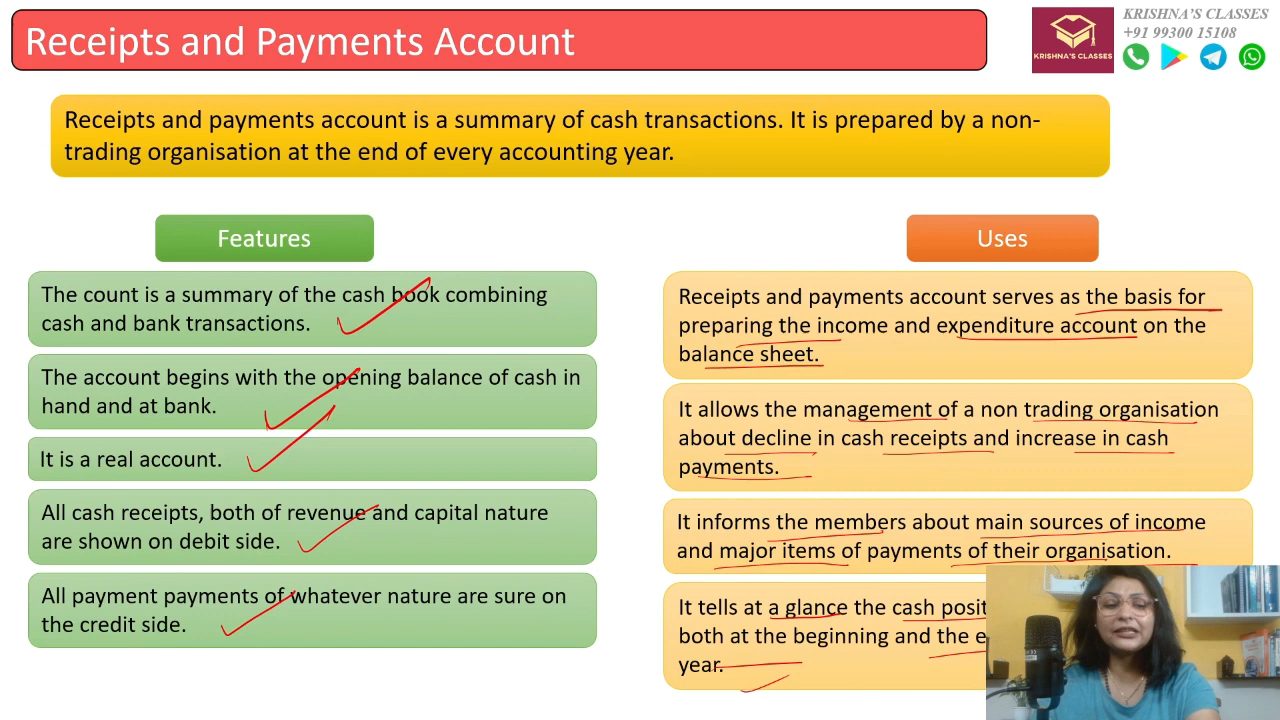 Receipts and Payments Account
KRISHNA'S CLASSES
+91 99300 15108
KRISHNA'S CLASSES
Receipts and payments account is a summary of cash transactions. It is prepared by a non-
trading organisation at the end of every accounting year.
Features
The count is a summary of the cash book combining
cash and bank transactions.
The account begins with the opening balance of cash in
hand and at bank.
It is a real account.
All cash receipts, both of revenue and capital nature
are shown on debit side.
All payment payments of whatever nature are sure on
the credit side.
Uses
Receipts and payments account serves as the basis for
preparing the income and expenditure account on the
balance sheet.
It allows the management of a non trading organisation
about decline in cash receipts and increase in cash
payments.
It informs the members about main sources of income
and major items of payments of their organisation.
It tells at a glance the cash
both at the beginning and the
year.